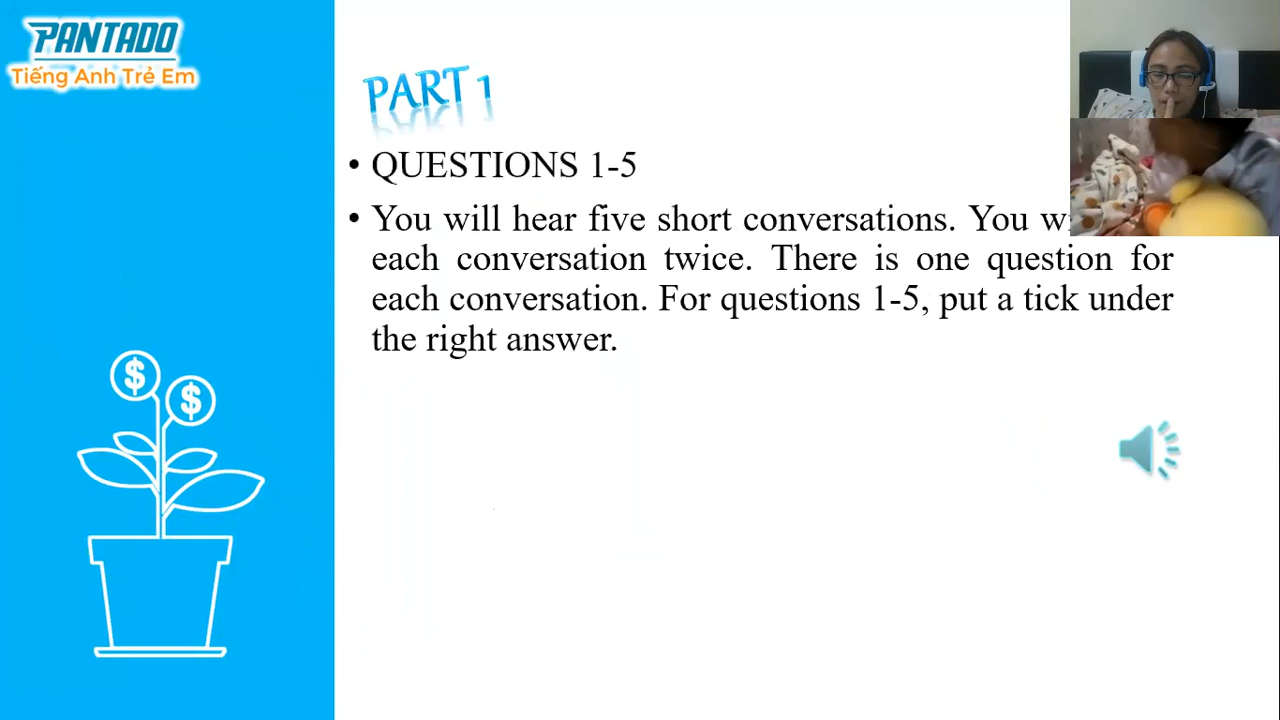 PANTADO
Tiếng Anh Trẻ Em
PART 1
• QUESTIONS 1-5
• You will hear five short conversations. You
each conversation twice. There is one question for
each conversation. For questions 1-5, put a tick under
the right answer.
$
$